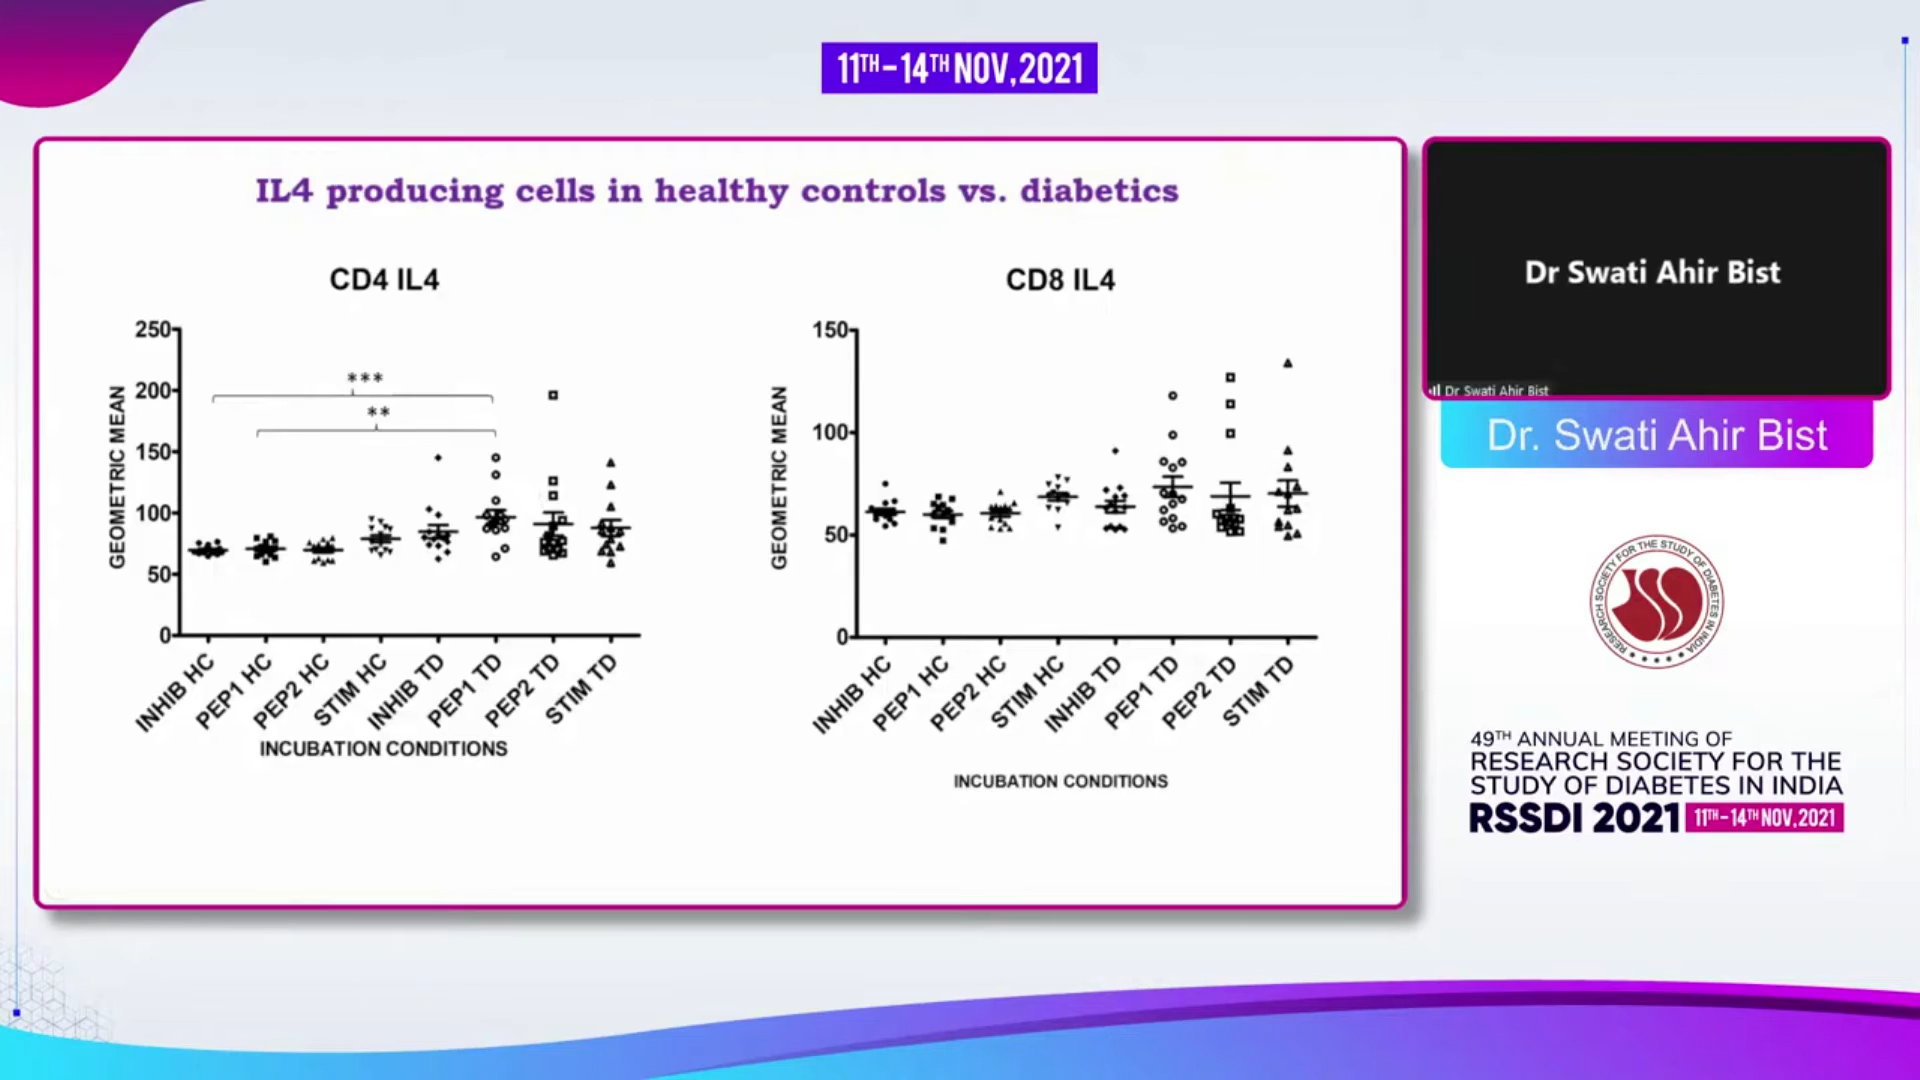 11TH-14TH NOV, 2021
IL4 producing cells in healthy controls vs. diabetics
CD4 IL4
250
200
150
100
50
0
GEOMETRIC MEAN
***
**
INHIB HC
PEP1 HC
PEP2 HC
STIM HC
INHIB TD
PEP1 TD
PEP2 TD
STIM TD
INCUBATION CONDITIONS
CD8 IL4
150
100
50
0
GEOMETRIC MEAN
INHIB HC
PEP1 HC
PEP2 HC
STIM HC
INHIB TD
PEP1 TD
PEP2 TD
STIM TD
INCUBATION CONDITIONS
Dr Swati Ahir Bist
Dr Swati Ahir Bist
Dr. Swati Ahir Bist
RESEARCH SOCIETY FOR THE STUDY OF DIABETES IN INDIA
49TH ANNUAL MEETING OF
RESEARCH SOCIETY FOR THE
STUDY OF DIABETES IN INDIA
RSSDI 2021 11TH-14TH NOV, 2021